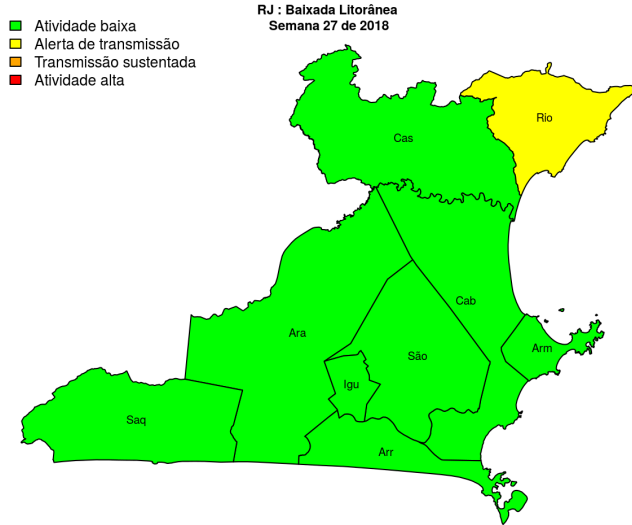 RJ : Baixada Litorânea
Semana 27 de 2018
Atividade baixa
Alerta de transmissão
Transmissão sustentada
Atividade alta
Rio
Cas
Cab
Ara
Arm
São
Igu
Saq
Arr